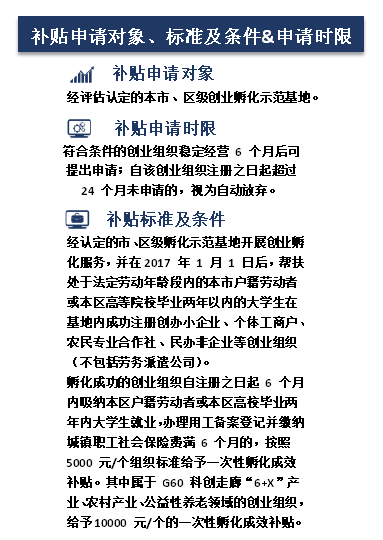 补贴申请对象、标准及条件&申请时限
补贴申请对象
经评估认定的本市、区级创业孵化示范基地。
补贴申请时限
符合条件的创业组织稳定经营 6 个月后可
提出申请；自该创业组织注册之日起超过
24 个月未申请的，视为自动放弃。
补贴标准及条件
经认定的市、区级孵化示范基地开展创业孵
化服务，并在2017 年 1 月 1 日后，帮扶
处于法定劳动年龄段内的本市户籍劳动者
或本区高等院校毕业两年以内的大学生在
基地内成功注册创办小企业、个体工商户、
农民专业合作社、民办非企业等创业组织
（不包括劳务派遣公司）。
孵化成功的创业组织自注册之日起 6 个月
内吸纳本区户籍劳动者或本区高校毕业两
年内大学生就业，办理用工备案登记并缴纳
城镇职工社会保险费满 6 个月的，按照
5000 元/个组织标准给予一次性孵化成效
补贴。其中属于 G60 科创走廊“6+X”产
业、农村产业、公益性养老领域的创业组织，
给予10000 元/个的一次性孵化成效补贴。